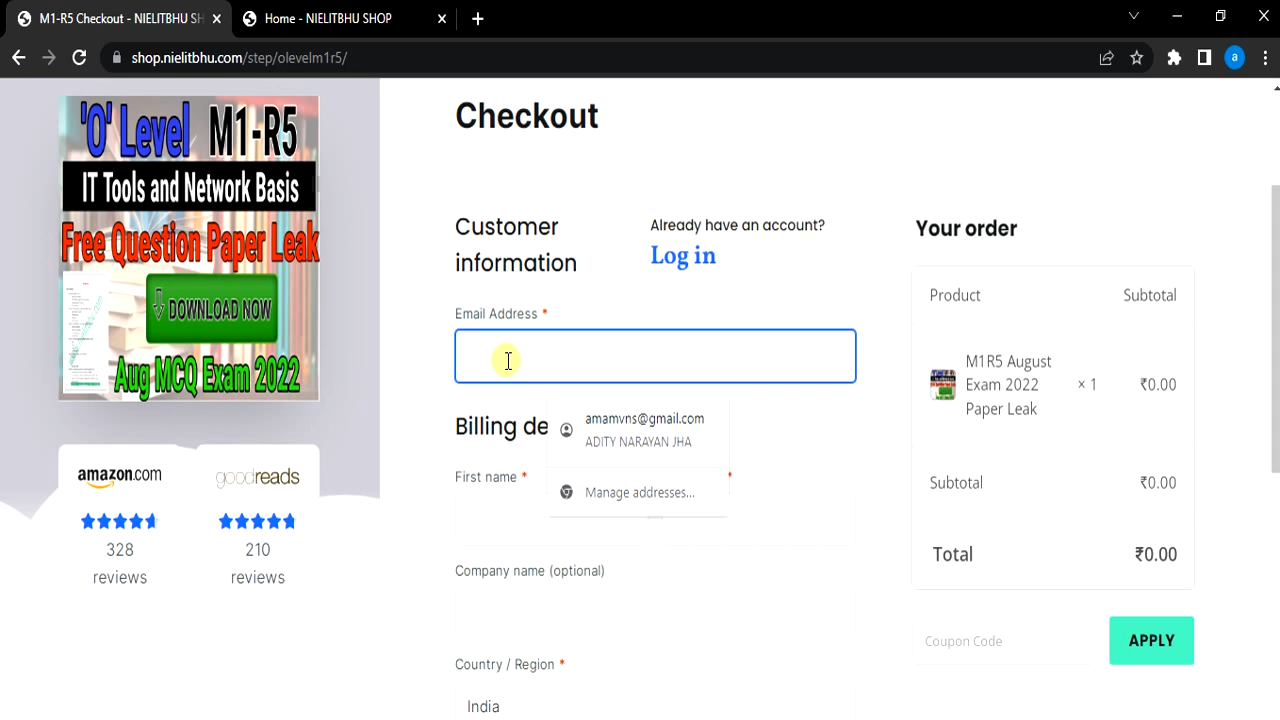 M1-R5 Checkout - NIELITBHU SH
Home - NIELITBHU SHOP
shop.nielitbhu.com/step/olevelm1r5/
a
'O' Level M1-R5
IT Tools and Network Basis
Free Question Paper Leak
DOWNLOAD NOW
Aug MCQ Exam 2022
amazon.com
goodreads
328
reviews
210
reviews
Checkout
Customer
information
Already have an account?
Log in
Email Address *
amamvns@gmail.com
ADITY NARAYAN JHA
Manage addresses...
Billing de
First name *
*
Company name (optional)
Country / Region *
India
Your order
Product Subtotal
M1R5 August
Exam 2022 × 1 ₹0.00
Paper Leak
Subtotal ₹0.00
Total ₹0.00
Coupon Code
APPLY